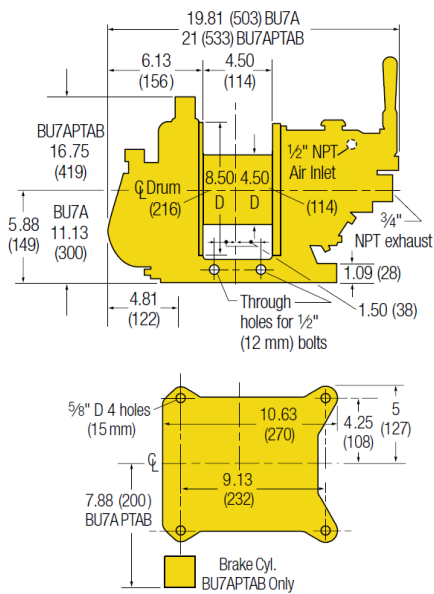 19.81 (503) BU7A
21 (533) BU7APTAB
6.13
(156)
4.50
(114)
BU7APTAB
16.75
(419)
½" NPT
Air Inlet
℄ Drum
(216)
8.50
D
4.50
D
(114)
5.88
(149)
BU7A
11.13
(300)
¾"
NPT exhaust
1.09 (28)
4.81
(122)
Through
holes for ½"
(12 mm) bolts
1.50 (38)
⅝" D 4 holes
(15 mm)
10.63
(270)
5
(127)
4.25
(108)
℄
9.13
(232)
7.88 (200)
BU7A PTAB
Brake Cyl.
BU7APTAB Only